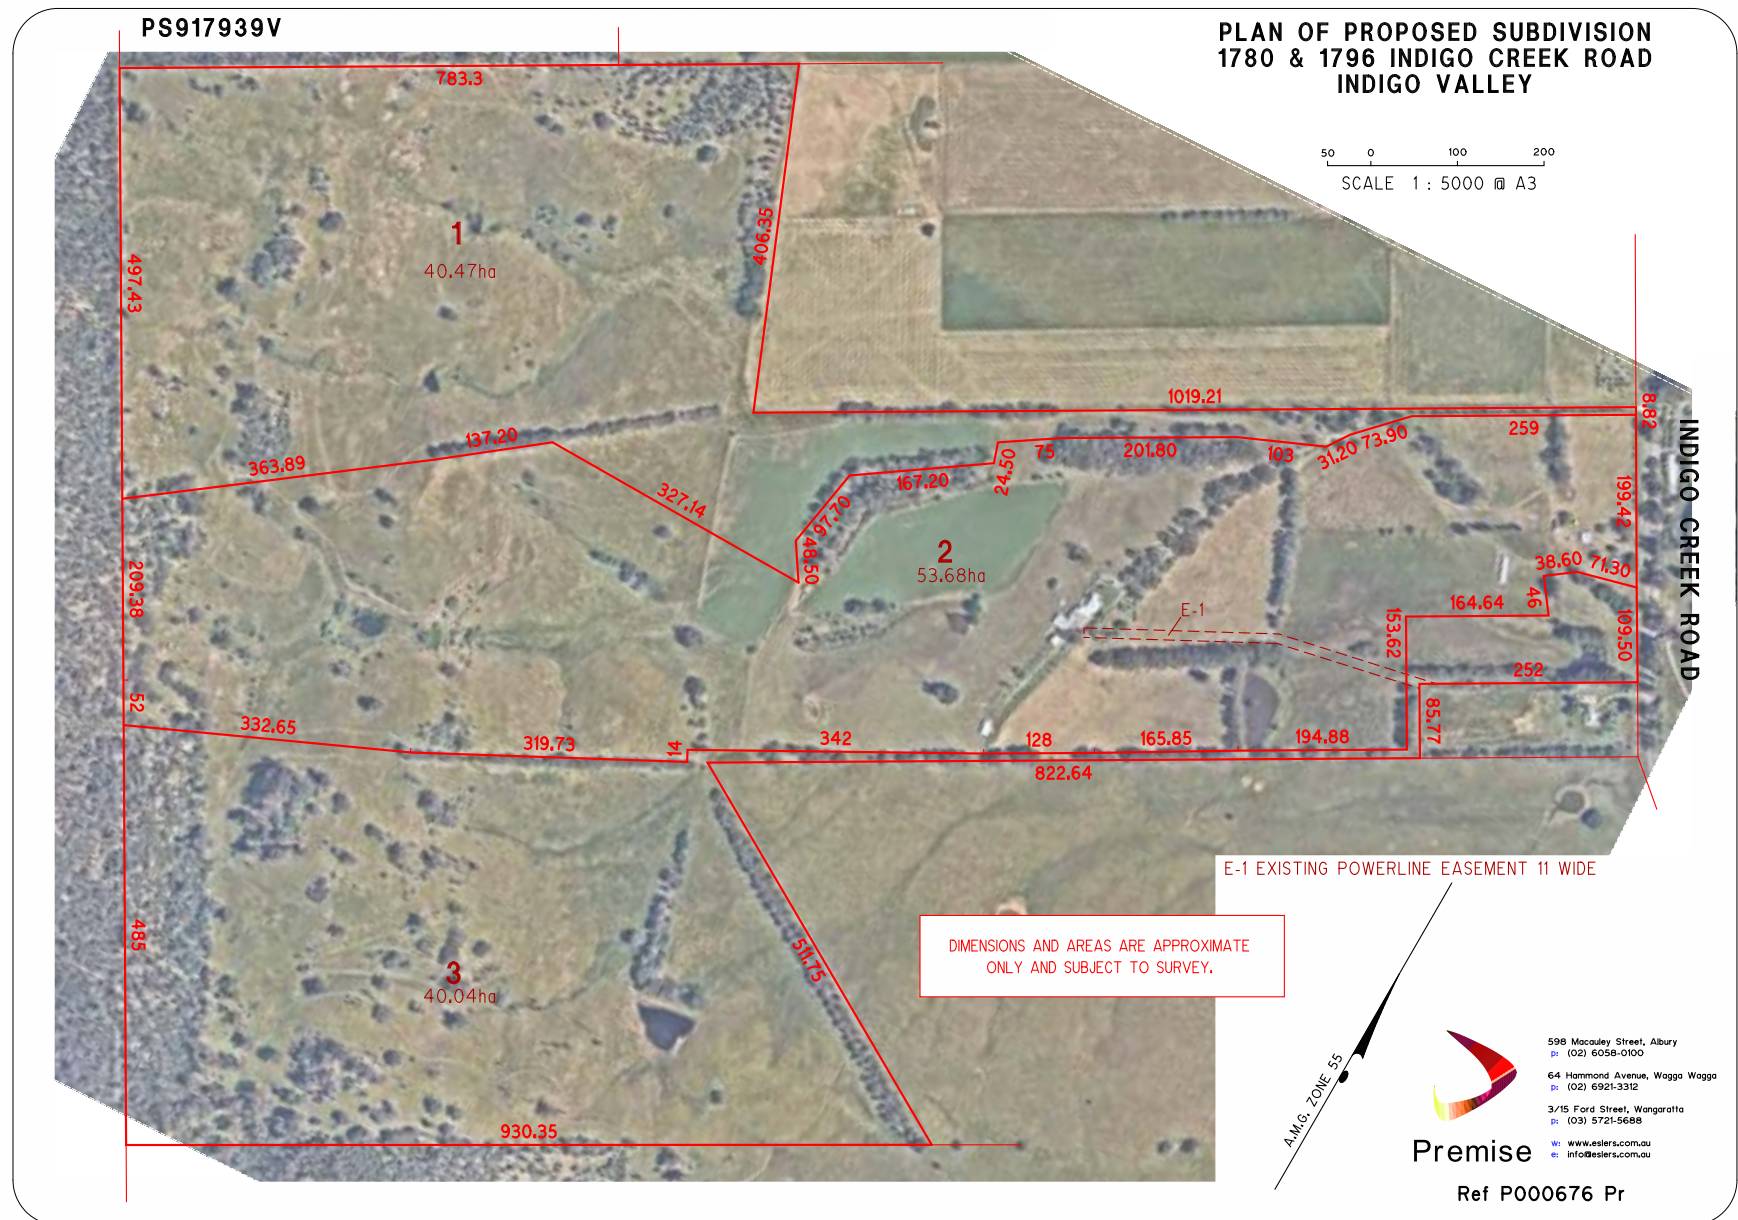 PS917939V
PLAN OF PROPOSED SUBDIVISION
1780 & 1796 INDIGO CREEK ROAD
INDIGO VALLEY
50 0 100 200
SCALE 1 : 5000 @ A3
783.3
1
40.47ha
406.35
497.43
1019.21
8.82
137.20
363.89
327.14
48.50
97.70
167.20
24.50
75
201.80
103
31.20
73.90
259
199.42
INDIGO CREEK ROAD
2
53.68ha
38.60
71.30
46
164.64
153.62
109.50
E-1
252
209.38
52
85.77
332.65
319.73
14
342
128
165.85
194.88
822.64
E-1 EXISTING POWERLINE EASEMENT 11 WIDE
485
511.75
3
40.04ha
DIMENSIONS AND AREAS ARE APPROXIMATE
ONLY AND SUBJECT TO SURVEY.
930.35
A.M.G. ZONE 55
598 Macauley Street, Albury
p: (02) 6058-0100
64 Hammond Avenue, Wagga Wagga
p: (02) 6921-3312
3/15 Ford Street, Wangaratta
p: (03) 5721-5688
w: www.eslers.com.au
e: info@eslers.com.au
Premise
Ref P000676 Pr